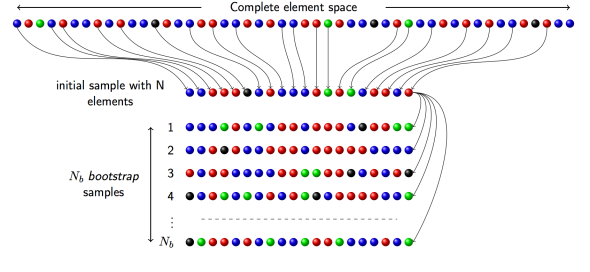 Complete element space
initial sample with N
elements
1
2
3
4
⋮
N_b
N_b bootstrap
samples